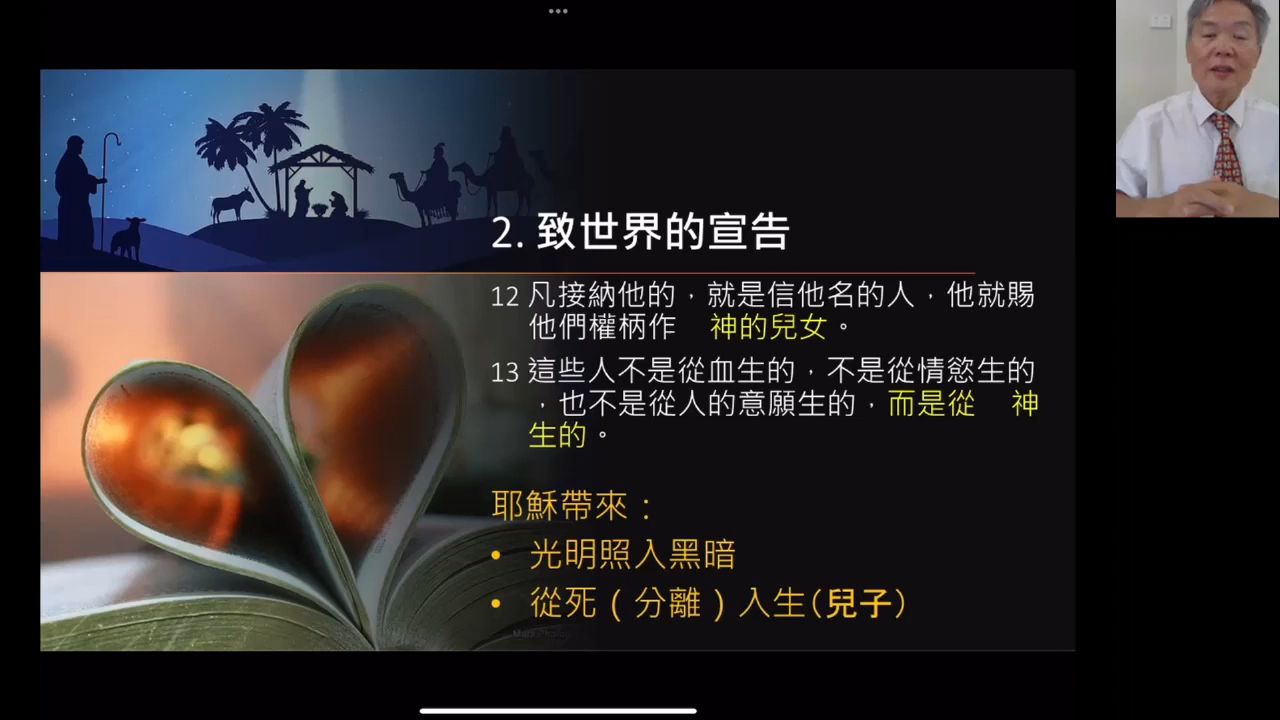 2. 致世界的宣告
12 凡接納他的，就是信他名的人，他就賜
他們權柄作　神的兒女。
13 這些人不是從血生的，不是從情慾生的
，也不是從人的意願生的，而是從　神
生的。
耶穌帶來：
• 光明照入黑暗
• 從死（分離）入生(兒子)